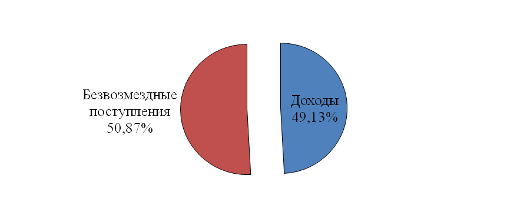 Безвозмездные
поступления
50,87%
Доходы
49,13%